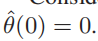 θ̂(0) = 0.